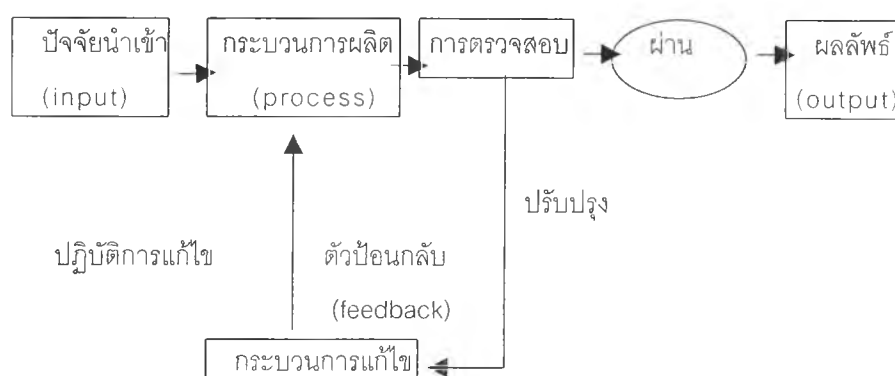 ปัจจัยนำเข้า
(input)
กระบวนการผลิต
(process)
การตรวจสอบ
ผ่าน
ผลลัพธ์
(output)
ปรับปรุง
ปฏิบัติการแก้ไข
ตัวป้อนกลับ
(feedback)
กระบวนการแก้ไข